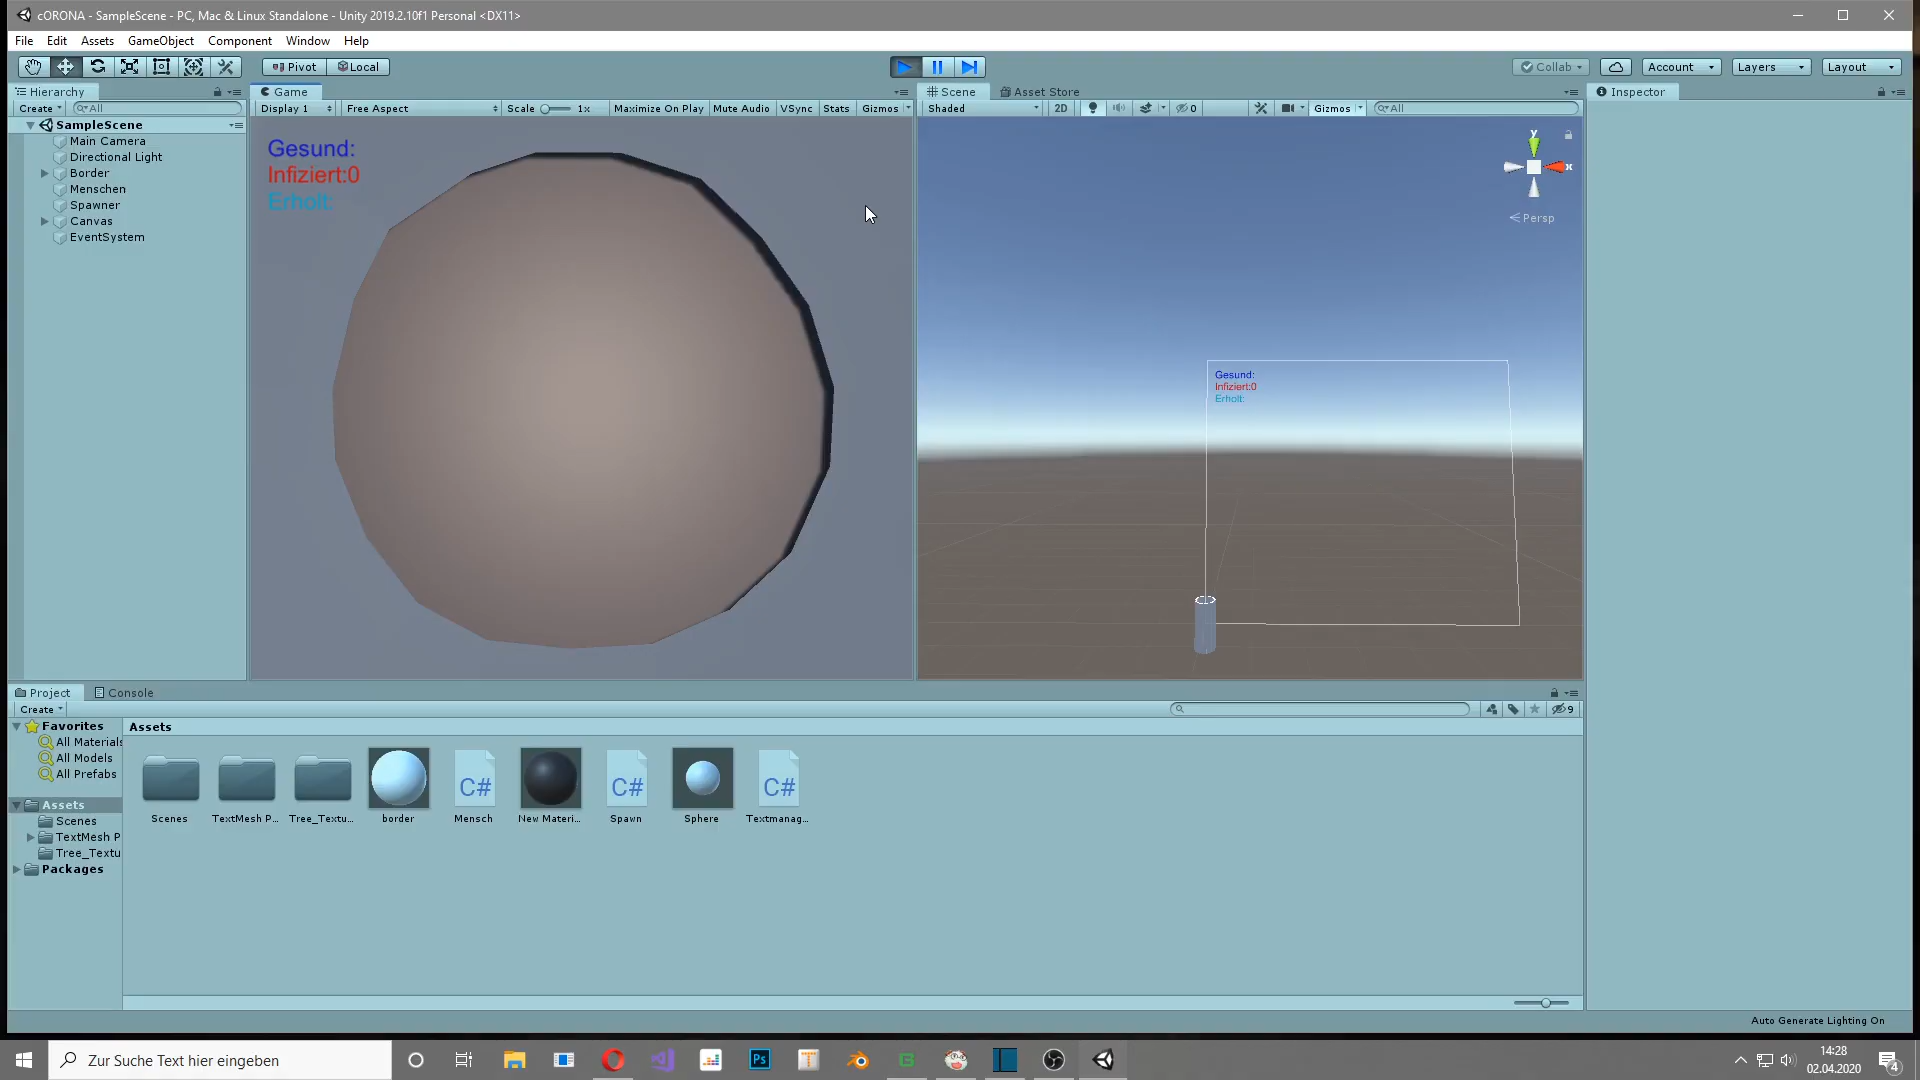 cORONA - SampleScene - PC, Mac & Linux Standalone - Unity 2019.2.10f1 Personal <DX11>
File Edit Assets GameObject Component Window Help
Pivot Local Collab Account Layers Layout
Hierarchy
Create All
SampleScene
Main Camera
Directional Light
Border
Menschen
Spawner
Canvas
EventSystem
Game
Display 1 Free Aspect Scale 1x Maximize On Play Mute Audio VSync Stats Gizmos
Gesund:
Infiziert:0
Erholt:
Scene Asset Store
Shaded 2D 0 Gizmos All
y
x
Persp
Gesund:
Infiziert:0
Erholt:
Inspector
Project Console
Create 9
Favorites
All Materials
All Models
All Prefabs
Assets
Scenes
TextMesh P
Tree_Textu
Packages
Assets
C# C# C#
Scenes TextMesh P... Tree_Textu... border Mensch New Materi... Spawn Sphere Textmanag...
Auto Generate Lighting On
Zur Suche Text hier eingeben
Ps T
14:28
02.04.2020
4